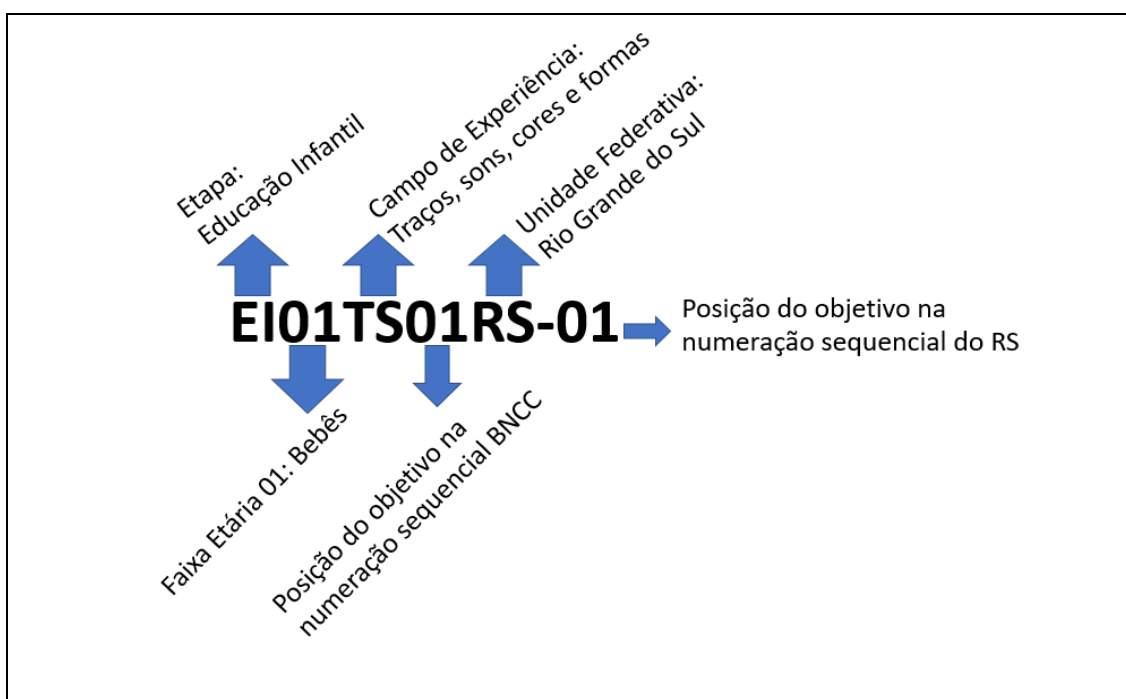 Etapa:
Educação Infantil
Campo de Experiência:
Traços, sons, cores e formas
Unidade Federativa:
Rio Grande do Sul
EI01TS01RS-01
Posição do objetivo na
numeração sequencial do RS
Faixa Etária 01: Bebês
Posição do objetivo na
numeração sequencial BNCC